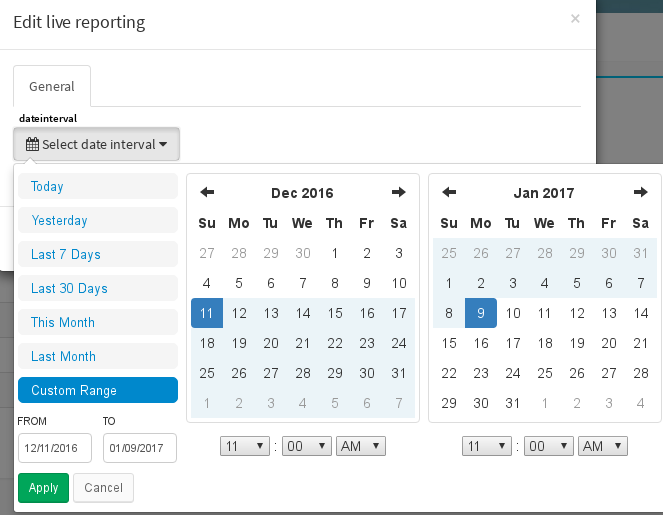 Edit live reporting ×
General
dateinterval
Select date interval
Today
Yesterday
Last 7 Days
Last 30 Days
This Month
Last Month
Custom Range
FROM TO
12/11/2016 01/09/2017
Apply Cancel
Dec 2016
Su Mo Tu We Th Fr Sa
27 28 29 30 1 2 3
4 5 6 7 8 9 10
11 12 13 14 15 16 17
18 19 20 21 22 23 24
25 26 27 28 29 30 31
1 2 3 4 5 6 7
11 : 00 AM
Jan 2017
Su Mo Tu We Th Fr Sa
25 26 27 28 29 30 31
1 2 3 4 5 6 7
8 9 10 11 12 13 14
15 16 17 18 19 20 21
22 23 24 25 26 27 28
29 30 31 1 2 3 4
11 : 00 AM